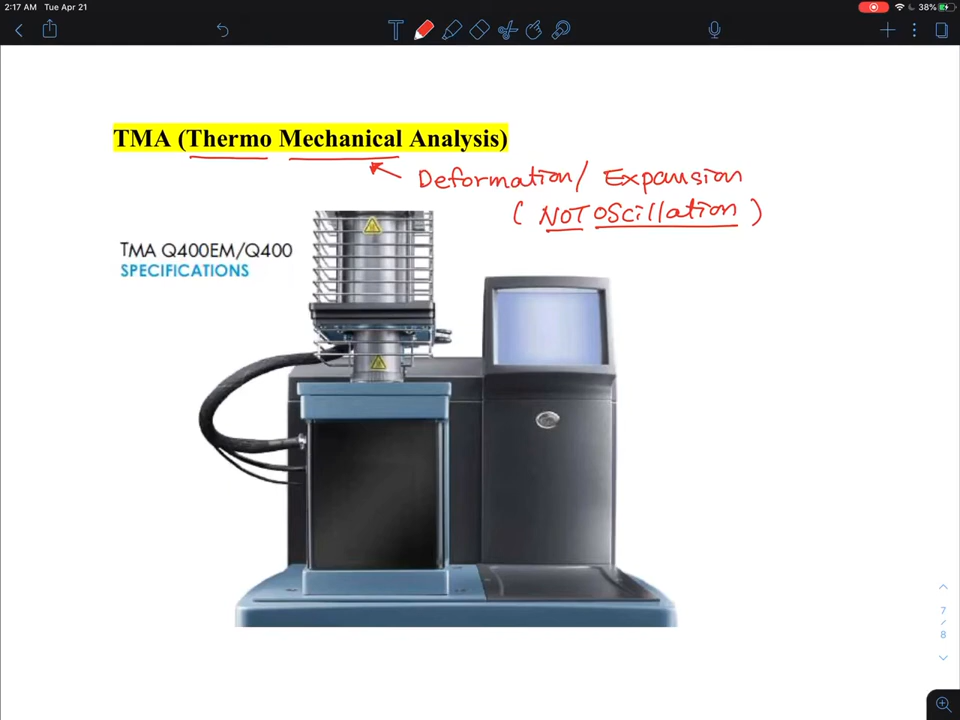 2:17 AM Tue Apr 21
38%
TMA (Thermo Mechanical Analysis)
Deformation/ Expansion
( NOT OScillation )
TMA Q400EM/Q400
SPECIFICATIONS
7
/
8